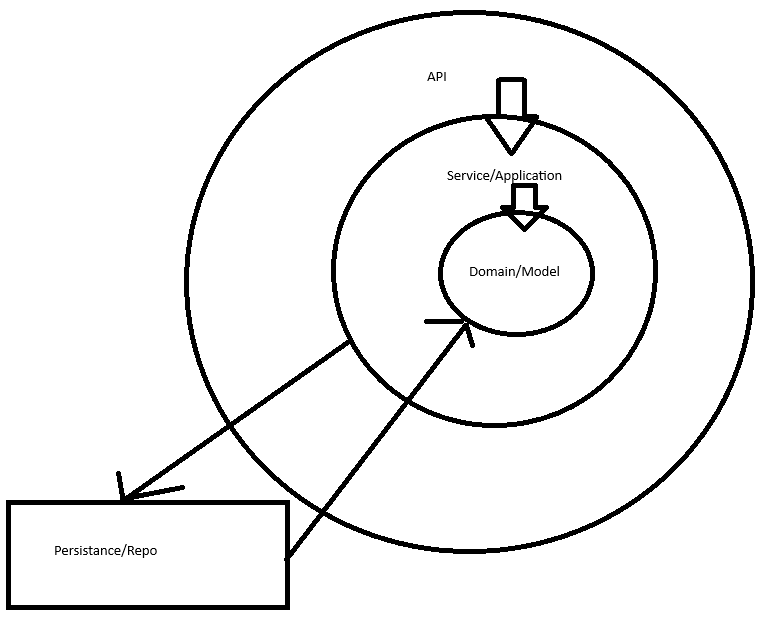 API
Service/Application
Domain/Model
Persistance/Repo